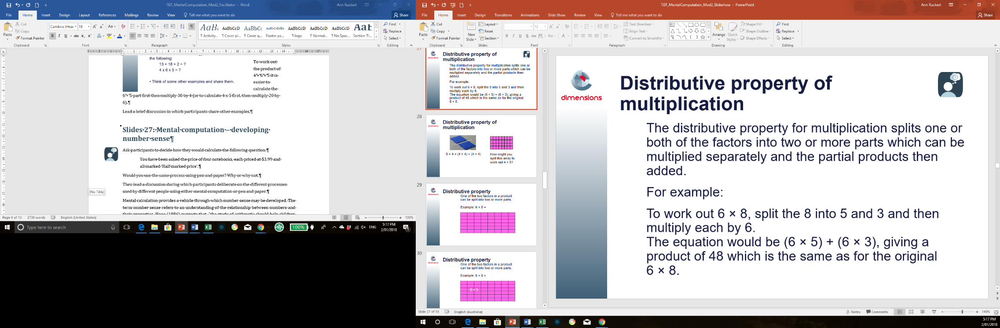 TDT_MentalComputation_Mod2_Facilitator - Word
Ann Ruckert
File Home Insert Design Layout References Mailings Review View Tell me what you want to do
Share
Paste
Cut
Copy
Format Painter
Clipboard
Cambria (Heac 18
Font
Paragraph
AaB AaBbCcD AaBbCc AaBbCcDdEe AaBbCcD AaBbCcD AaBbCcD Aat
¶ Activity... ¶ Cover pi... ¶ Cover q... Footer pa... ¶ logo ¶ Normal... ¶ No Spac... Section Ti...
Styles
Find
Replace
Select
Editing
the following:
13 + 18 + 2 = ?
4 x 6 x 5 = ?
• Think of some other examples and share them.
To·work·out·
the·product·of·
4°×°6°×°5·it·is·
easier·to·
calculate·the·
6°×°5·part·first·then·multiply·30·by·4·(or·to·calculate·4·x·5·first,·then·multiply·20·by·
6).¶
Lead·a·brief·discussion·in·which·participants·share·other·examples.¶
Slides·27:·Mental·computation·–·developing·
number·sense¶
Ask·participants·to·decide·how·they·would·calculate·the·following·question:¶
You·have·been·asked·the·price·of·four·notebooks,·each·priced·at·$3.99·and·
all·marked·'Half·marked·price'.¶
Would·you·use·the·same·process·using·pen·and·paper?·Why·or·why·not.¶
Then·lead·a·discussion·during·which·participants·deliberate·on·the·different·processes·
used·by·different·people·using·either·mental·computation·or·pen·and·paper.¶
[No Title]
Mental·calculation·provides·a·vehicle·through·which·number·sense·may·be·developed.·The·
term·number·sense·refers·to·an·understanding·of·the·relationship·between·numbers·and·
their·properties.·Hope·(1986)·suggests·that·"the·study·of·arithmetic·should·help·children·
Page 9 of 13 2738 words English (United States)
100%
Type here to search
100%
ENG
5:17 PM
2/01/2018
TDT_MentalComputation_Mod2_Slideshow - PowerPoint
Ann Ruckert
File Home Insert Design Transitions Animations Slide Show Review View Tell me what you want to do
Share
Paste
Cut
Copy
Format Painter
Clipboard
New
Slide
Layout
Reset
Section
Slides
12
Font
Text Direction
Align Text
Convert to SmartArt
Paragraph
Arrange
Quick
Styles
Shape Fill
Shape Outline
Shape Effects
Drawing
Find
Replace
Select
Editing
27
dimensions
Distributive property of
multiplication
The distributive property for multiplication splits one or
both of the factors into two or more parts which can be
multiplied separately and the partial products then
added.
For example:
To work out 6 × 8, split the 8 into 5 and 3 and then
multiply each by 6.
The equation would be (6 × 5) + (6 × 3), giving a
product of 48 which is the same as for the original
6 × 8.
28
dimensions
Distributive property of
multiplication
8 × 4 = (4 × 4) + (4 × 4)
How might you
split this array to
work out 4 × 8?
29
dimensions
Distributive property
One of the two factors in a product
can be split into two or more parts.
Example: 6 × 8 =
30
dimensions
Distributive property
One of the two factors in a product
can be split into two or more parts.
Example: 6 × 8 =
6 x 5
dimensions
Distributive property of
multiplication
The distributive property for multiplication splits one or
both of the factors into two or more parts which can be
multiplied separately and the partial products then
added.
For example:
To work out 6 × 8, split the 8 into 5 and 3 and then
multiply each by 6.
The equation would be (6 × 5) + (6 × 3), giving a
product of 48 which is the same as for the original
6 × 8.
Slide 27 of 55 English (Australia)
Notes Comments
148%
5:17 PM
2/01/2018